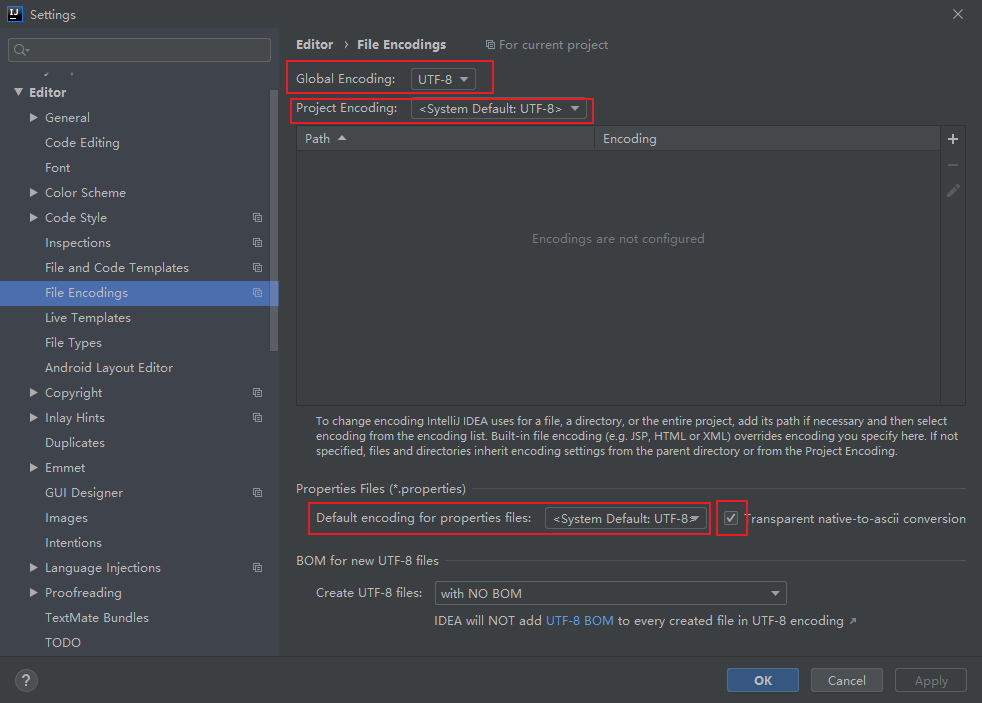 Settings
Editor › File Encodings
For current project
Editor
General
Code Editing
Font
Color Scheme
Code Style
Inspections
File and Code Templates
File Encodings
Live Templates
File Types
Android Layout Editor
Copyright
Inlay Hints
Duplicates
Emmet
GUI Designer
Images
Intentions
Language Injections
Proofreading
TextMate Bundles
TODO
Global Encoding: UTF-8
Project Encoding: <System Default: UTF-8>
Path Encoding
Encodings are not configured
To change encoding IntelliJ IDEA uses for a file, a directory, or the entire project, add its path if necessary and then select
encoding from the encoding list. Built-in file encoding (e.g. JSP, HTML or XML) overrides encoding you specify here. If not
specified, files and directories inherit encoding settings from the parent directory or from the Project Encoding.
Properties Files (*.properties)
Default encoding for properties files: <System Default: UTF-8> Transparent native-to-ascii conversion
BOM for new UTF-8 files
Create UTF-8 files: with NO BOM
IDEA will NOT add UTF-8 BOM to every created file in UTF-8 encoding ↗
? OK Cancel Apply